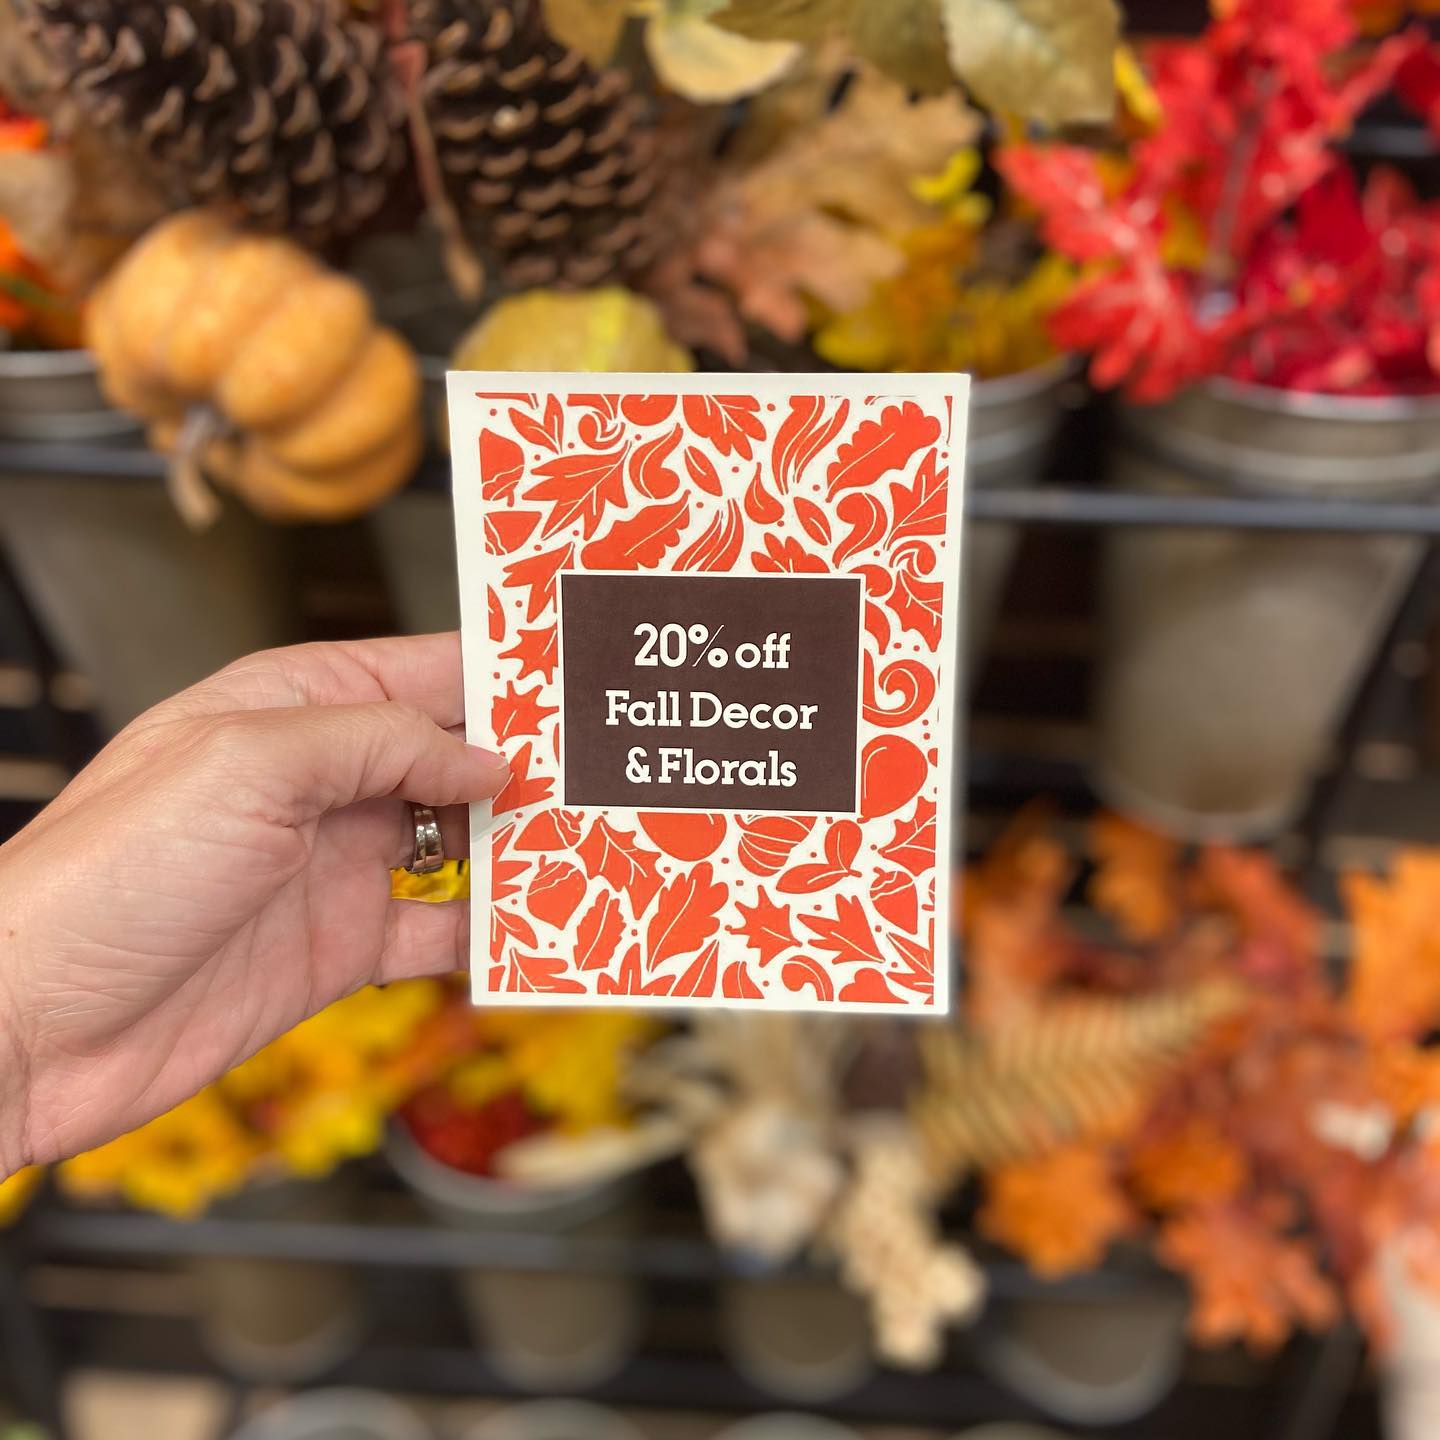 20% off
Fall Decor
& Florals